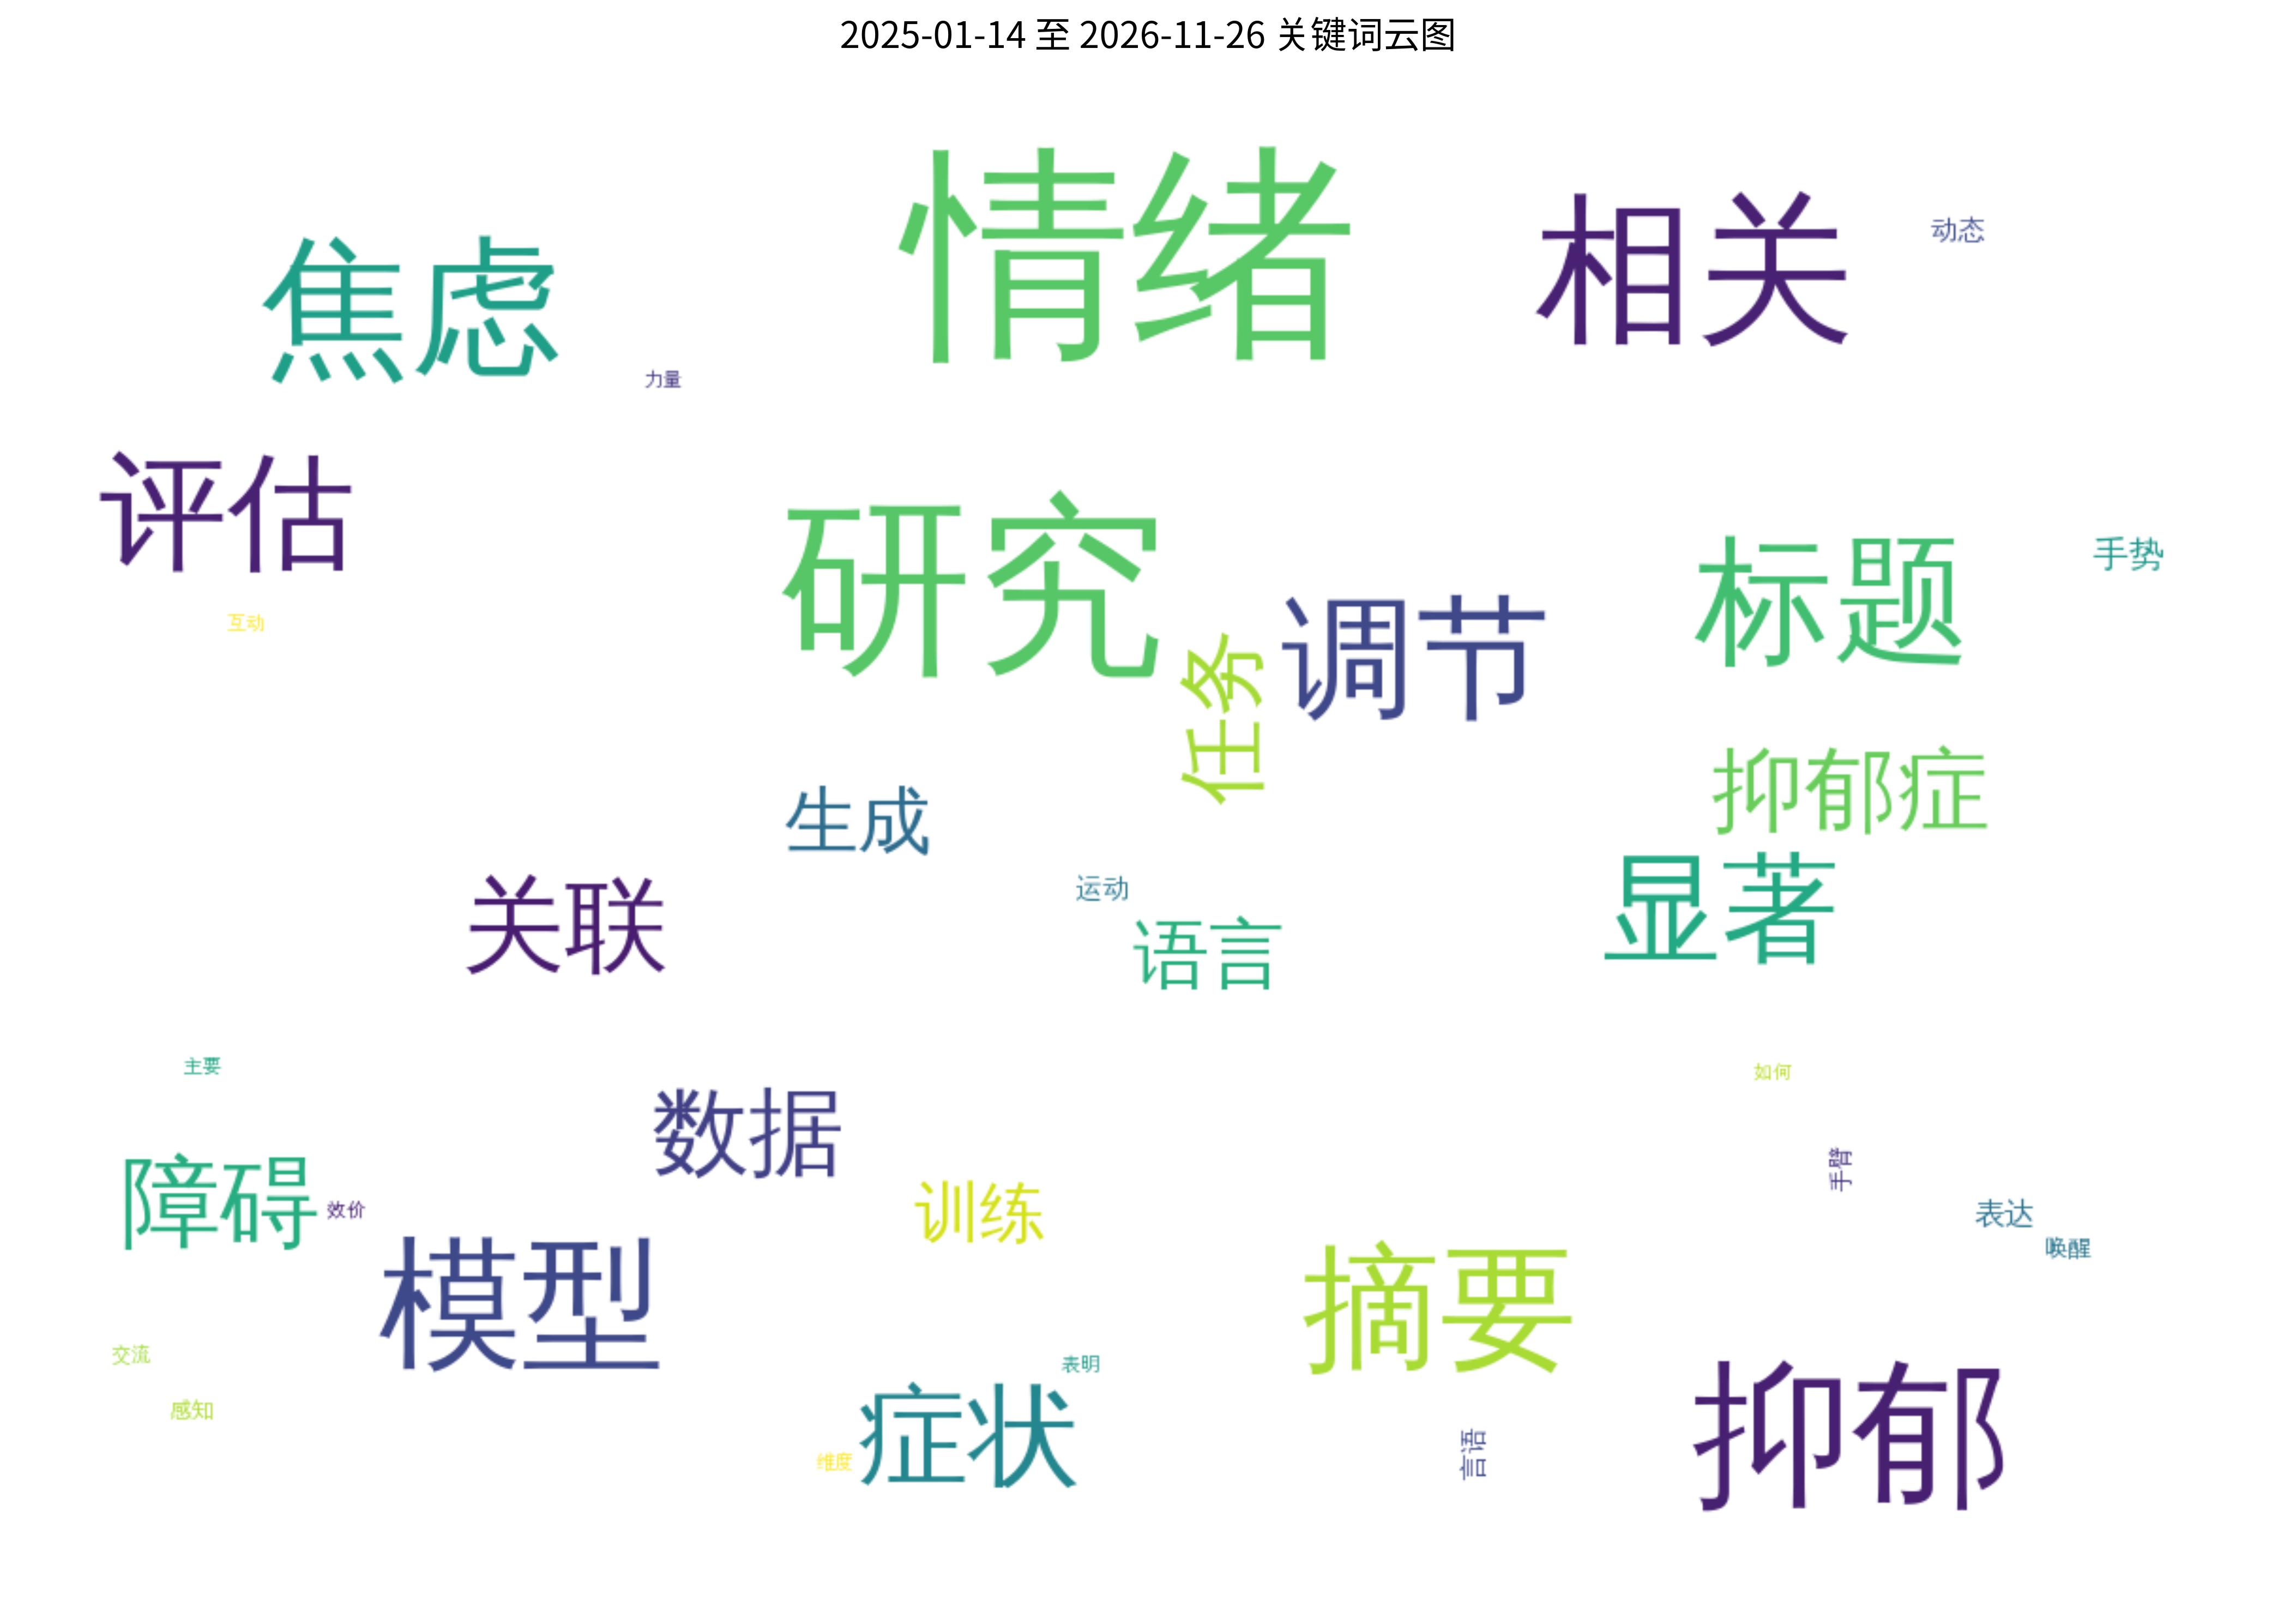 2025-01-14 至 2026-11-26 关键词云图
情绪
相关
动态
焦虑
力量
评估
研究
标题
手势
调节
互动
任务
抑郁症
生成
显著
运动
关联
语言
主要
如何
数据
手臂
障碍
效价
训练
表达
唤醒
模型
摘要
交流
表明
感知
症状
抑郁
维度
言语